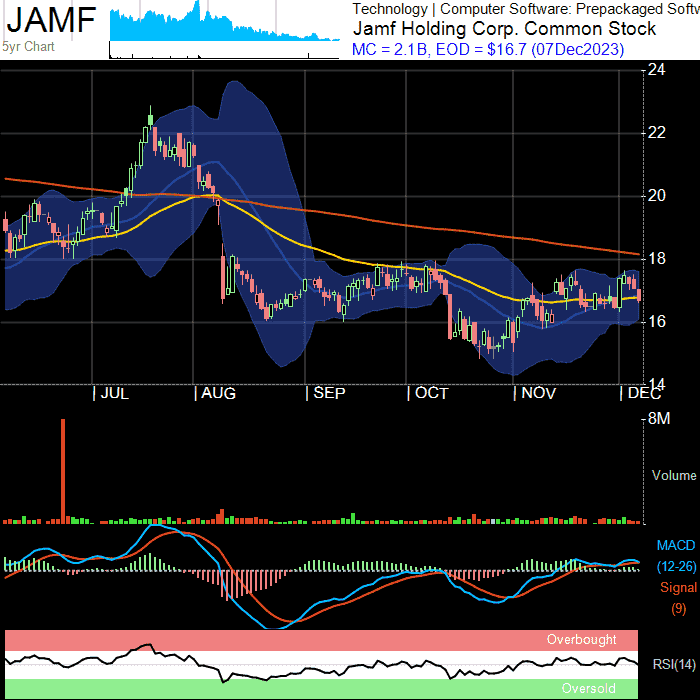 JAMF
5yr Chart
Technology | Computer Software: Prepackaged Softw
Jamf Holding Corp. Common Stock
MC = 2.1B, EOD = $16.7 (07Dec2023)
24
22
20
18
16
14
| JUL
| AUG
| SEP
| OCT
| NOV
| DEC
8M
Volume
MACD
(12-26)
Signal
(9)
Overbought
RSI(14)
Oversold